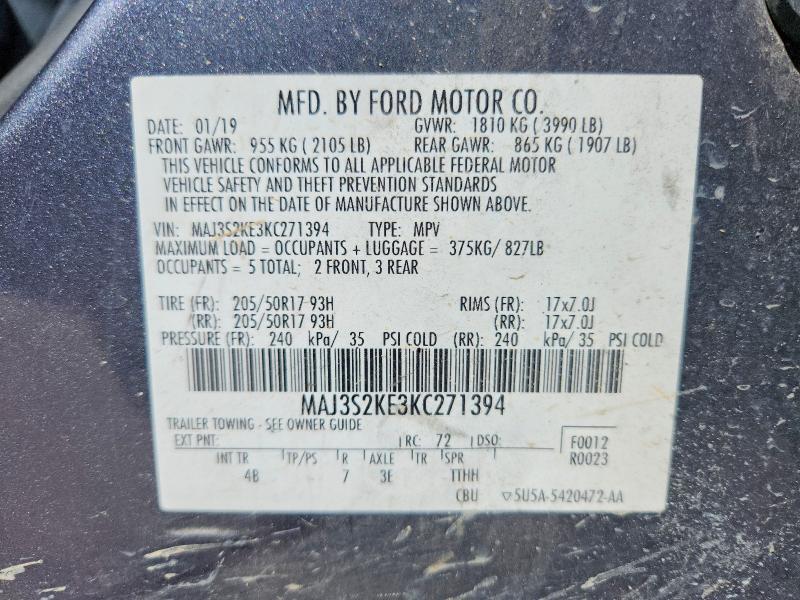 MFD. BY FORD MOTOR CO.
DATE: 01/19 GVWR: 1810 KG ( 3990 LB)
FRONT GAWR: 955 KG ( 2105 LB) REAR GAWR: 865 KG ( 1907 LB)
THIS VEHICLE CONFORMS TO ALL APPLICABLE FEDERAL MOTOR
VEHICLE SAFETY AND THEFT PREVENTION STANDARDS
IN EFFECT ON THE DATE OF MANUFACTURE SHOWN ABOVE.
VIN: MAJ3S2KE3KC271394 TYPE: MPV
MAXIMUM LOAD = OCCUPANTS + LUGGAGE = 375KG/ 827LB
OCCUPANTS = 5 TOTAL; 2 FRONT, 3 REAR
TIRE (FR): 205/50R17 93H RIMS (FR): 17x7.0J
(RR): 205/50R17 93H (RR): 17x7.0J
PRESSURE (FR): 240 kPa/ 35 PSI COLD (RR): 240 kPa/ 35 PSI COLD
MAJ3S2KE3KC271394
TRAILER TOWING - SEE OWNER GUIDE
EXT PNT: RC: 72 DSO: F0012
INT TR TP/PS R AXLE TR SPR R0023
4B 7 3E TTHH
CBU ▽5U5A-5420472-AA